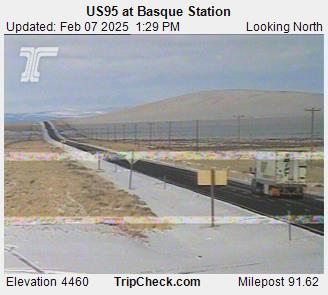 US95 at Basque Station
Updated: Feb 07 2025 1:29 PM Looking North
Elevation 4460 TripCheck.com Milepost 91.62